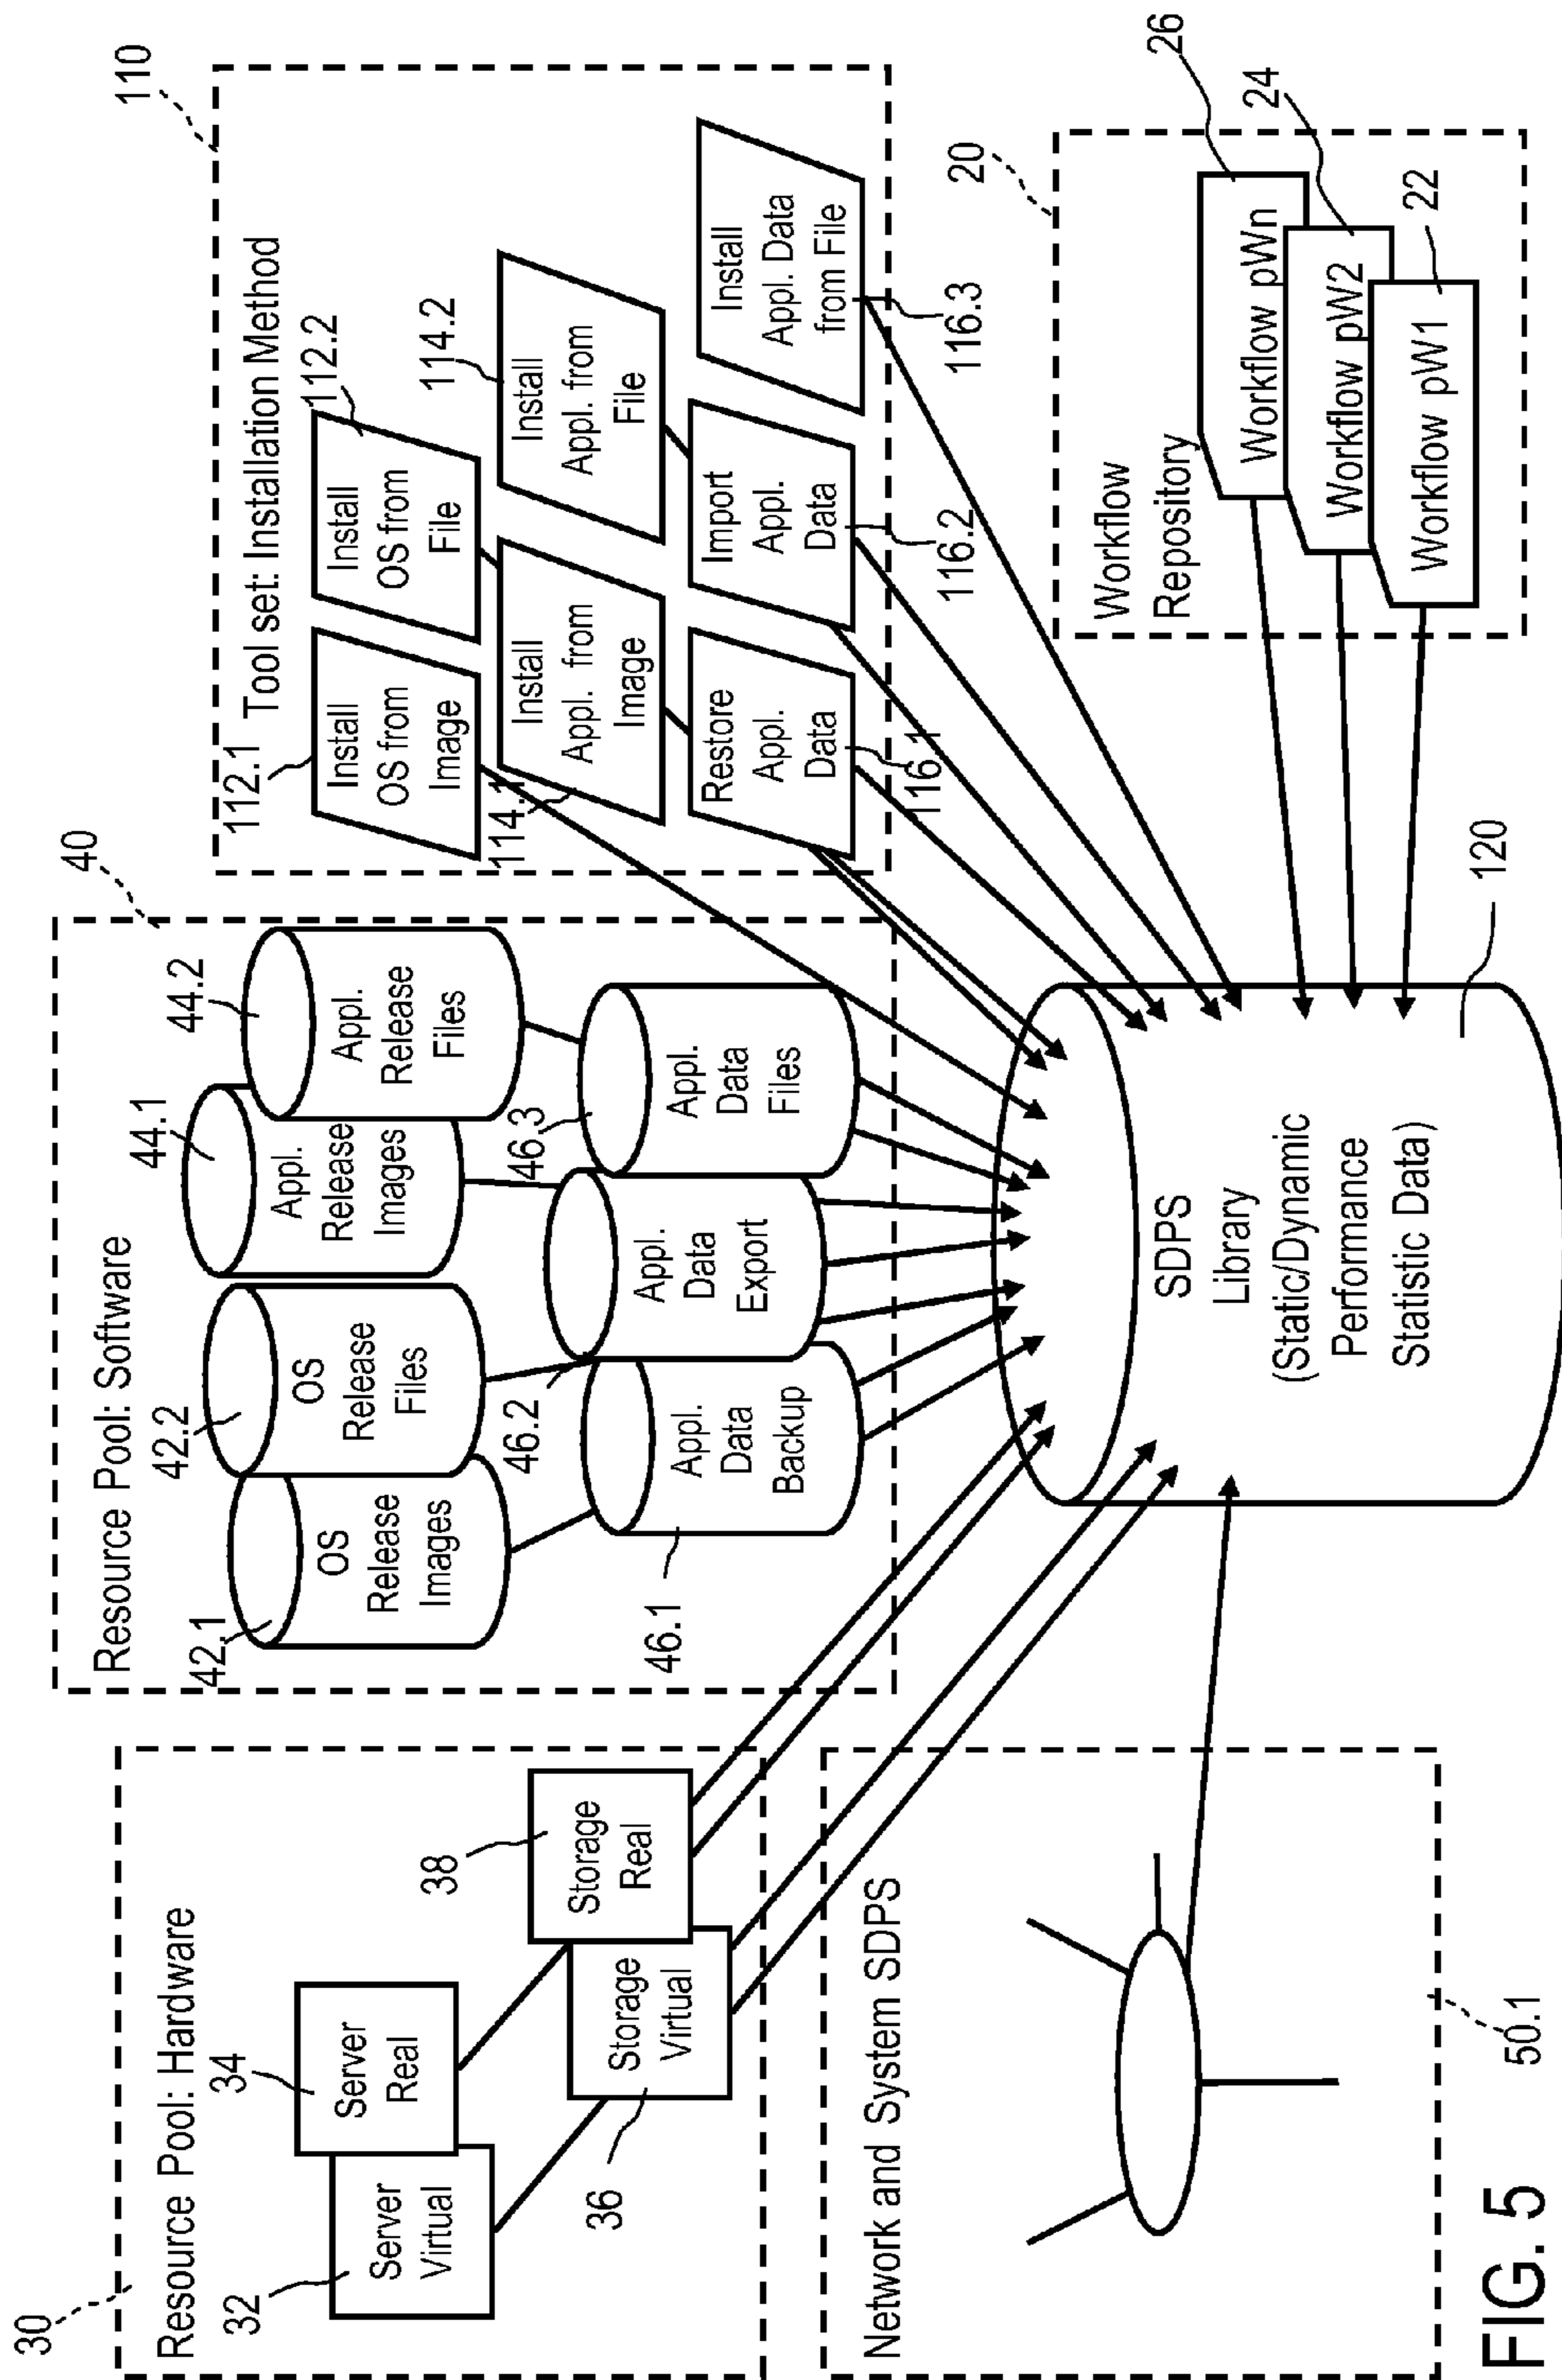 30
Resource Pool: Hardware
32
Server
Virtual
34
Server
Real
36
Storage
Virtual
38
Storage
Real
40
Resource Pool: Software
42.1
OS
Release
Images
42.2
OS
Release
Files
44.1
Appl.
Release
Images
44.2
Appl.
Release
Files
46.1
Appl.
Data
Backup
46.2
Appl.
Data
Export
46.3
Appl.
Data
Files
110
Tool set: Installation Method
112.1
Install
OS from
Image
112.2
Install
OS from
File
114.1
Install
Appl. from
Image
114.2
Install
Appl. from
File
Restore
Appl.
Data
116.1
Import
Appl.
Data
116.2
Install
Appl. Data
from File
116.3
Network and System SDPS
50.1
SDPS
Library
(Static/Dynamic
Performance
Statistic Data)
120
20
Workflow
Repository
Workflow pWn
26
Workflow pW2
24
Workflow pW1
22
FIG. 5